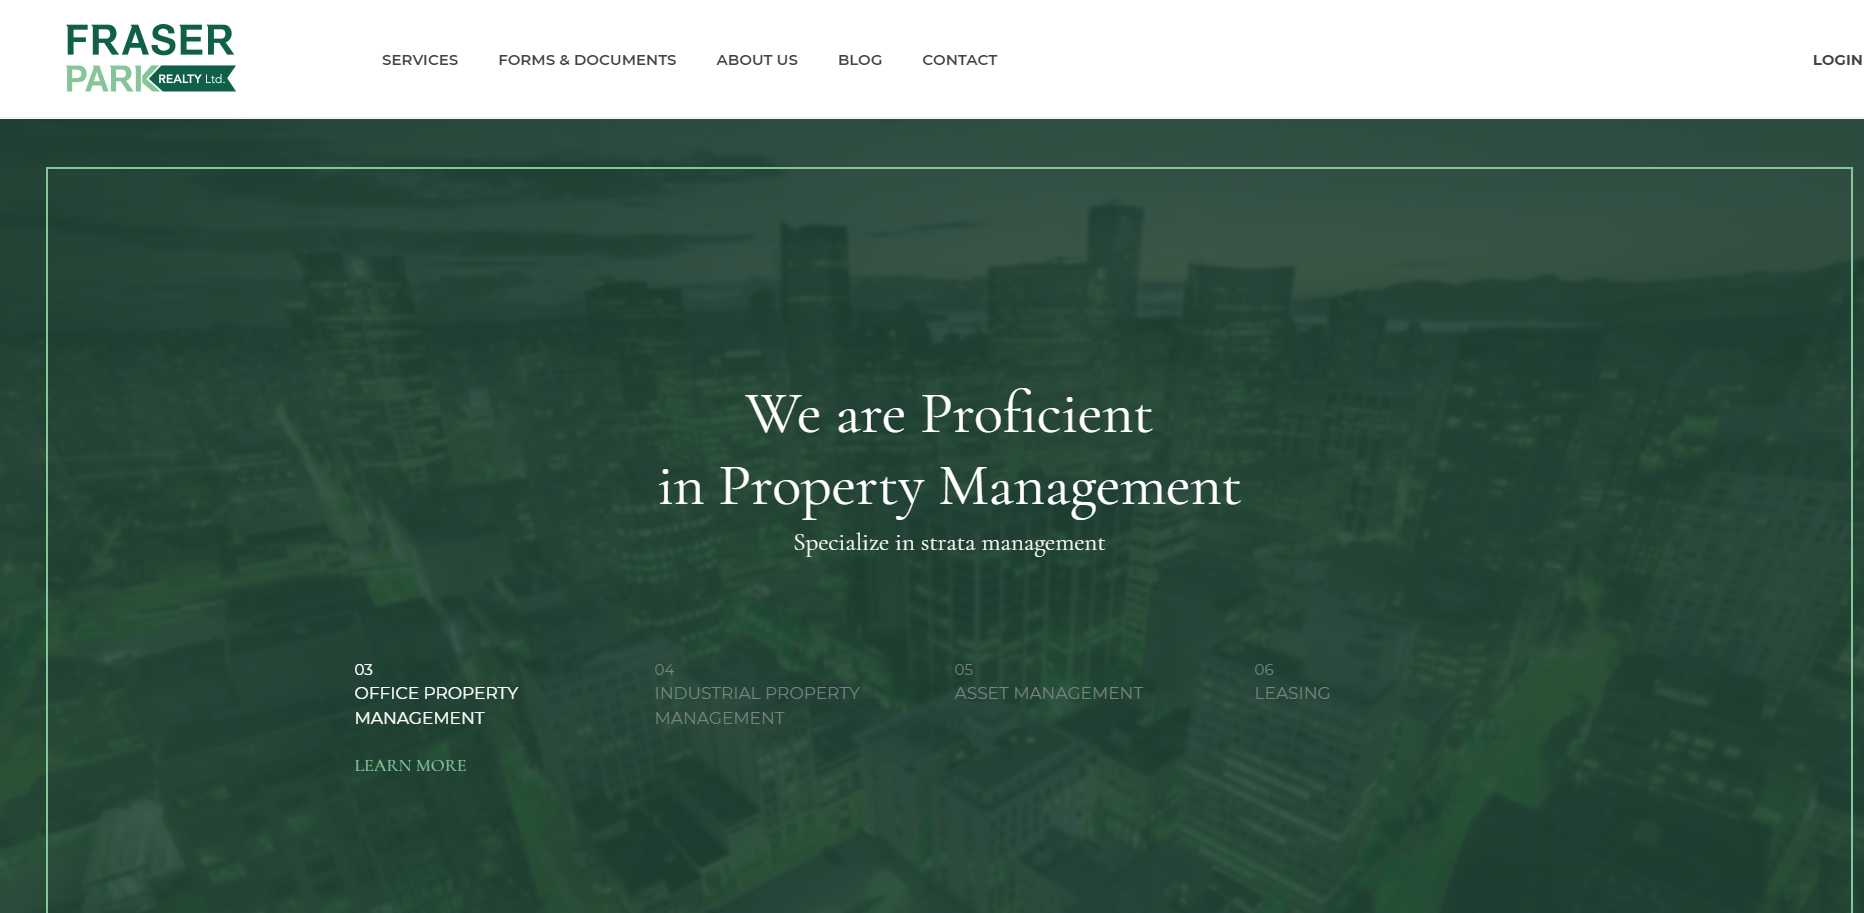 FRASER
PARK REALTY Ltd.
SERVICES
FORMS & DOCUMENTS
ABOUT US
BLOG
CONTACT
LOGIN
We are Proficient
in Property Management
Specialize in strata management
03
OFFICE PROPERTY
MANAGEMENT
LEARN MORE
04
INDUSTRIAL PROPERTY
MANAGEMENT
05
ASSET MANAGEMENT
06
LEASING